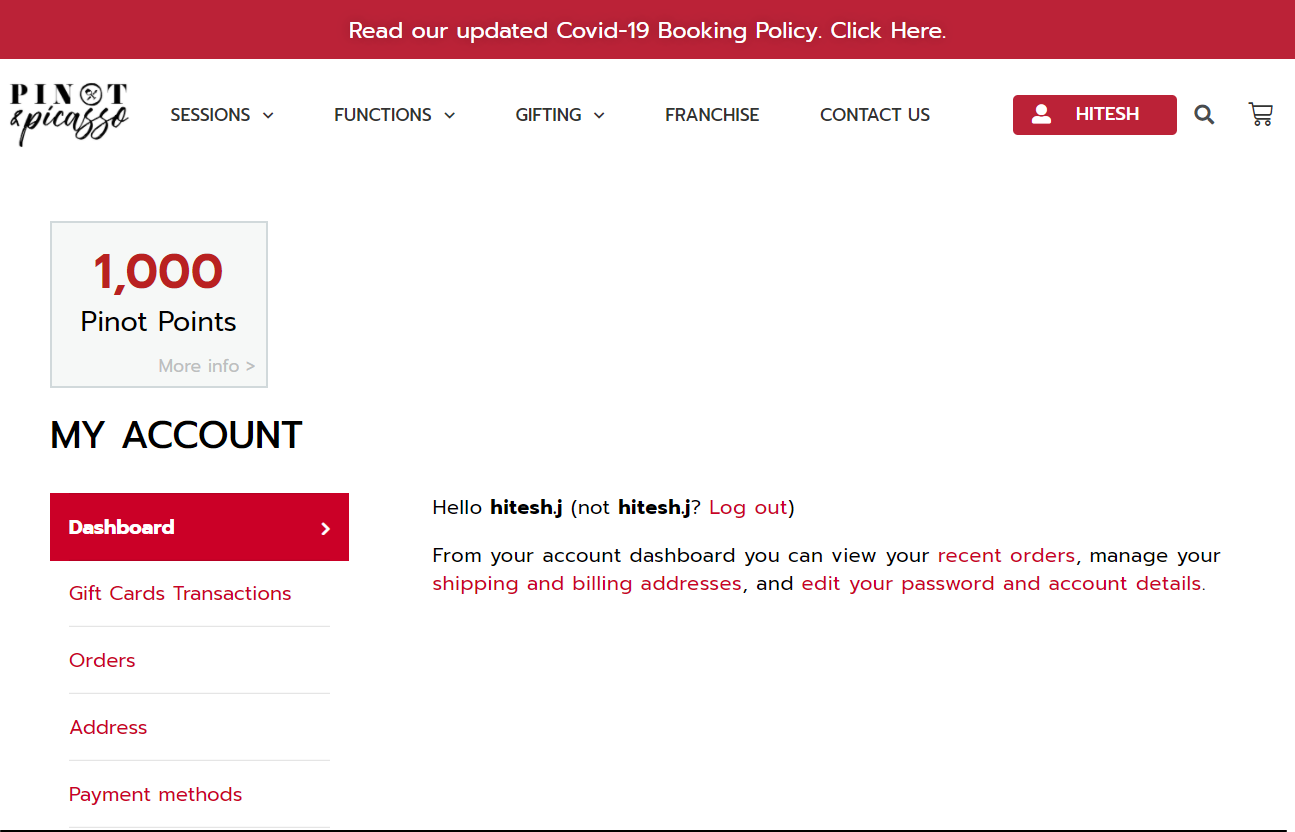 Read our updated Covid-19 Booking Policy. Click Here.
PINOT
& picasso
SESSIONS
FUNCTIONS
GIFTING
FRANCHISE
CONTACT US
HITESH
1,000
Pinot Points
More info >
MY ACCOUNT
Dashboard
Gift Cards Transactions
Orders
Address
Payment methods
Hello hitesh.j (not hitesh.j? Log out)
From your account dashboard you can view your recent orders, manage your
shipping and billing addresses, and edit your password and account details.